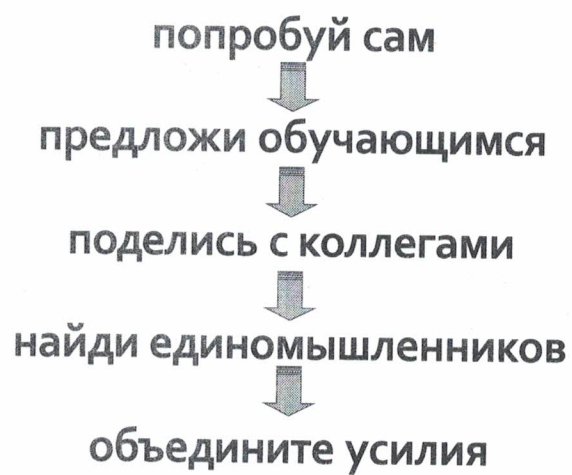 попробуй сам
предложи обучающимся
поделись с коллегами
найди единомышленников
объедините усилия